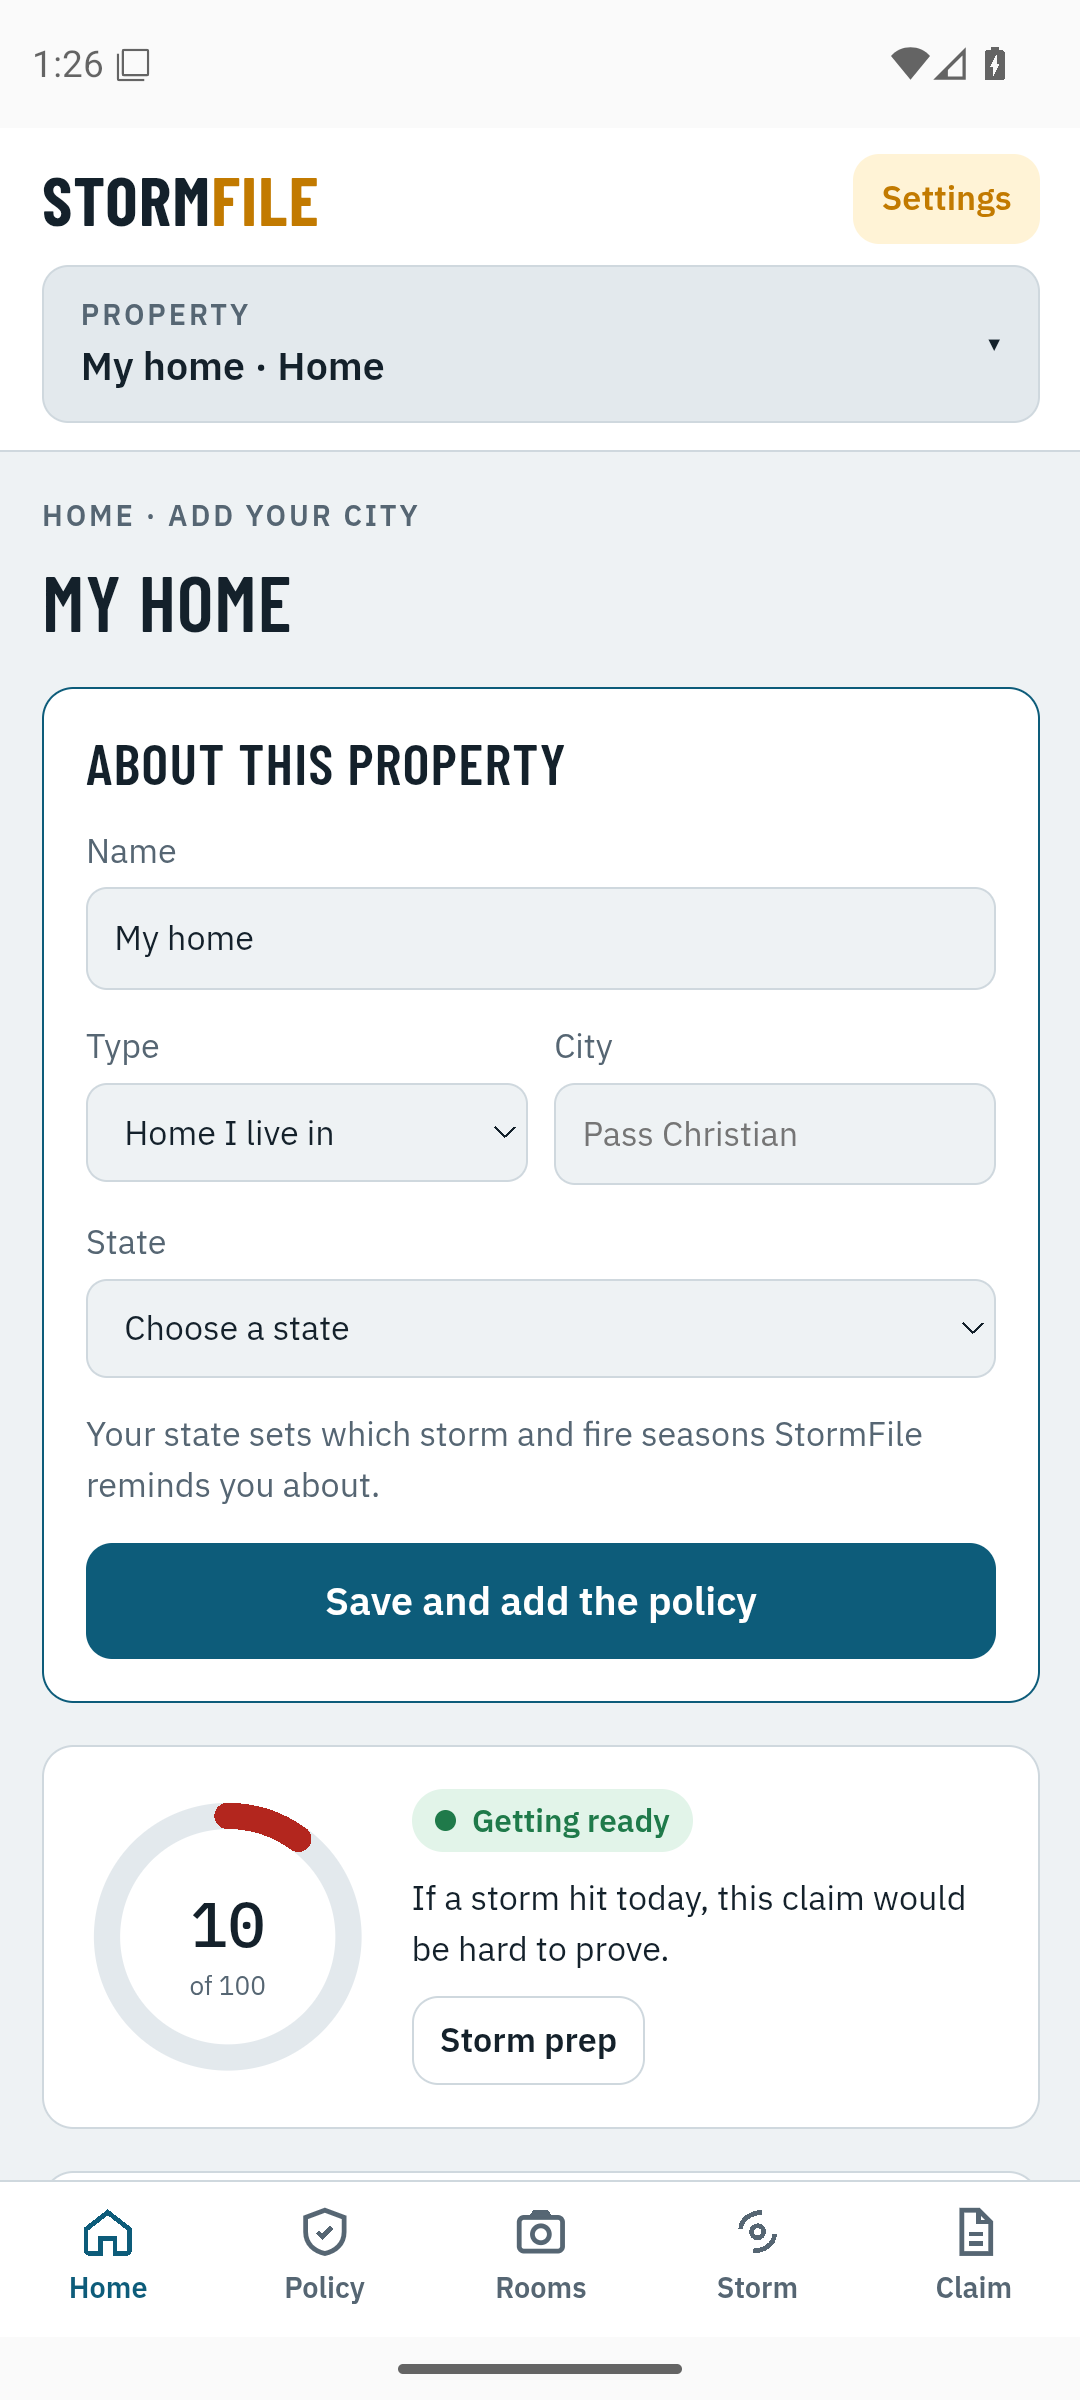 1:26
STORMFILE
Settings
PROPERTY
My home · Home
HOME · ADD YOUR CITY
MY HOME
ABOUT THIS PROPERTY
Name
My home
Type
City
Home I live in
Pass Christian
State
Choose a state
Your state sets which storm and fire seasons StormFile
reminds you about.
Save and add the policy
Getting ready
10
of 100
If a storm hit today, this claim would
be hard to prove.
Storm prep
Home
Policy
Rooms
Storm
Claim